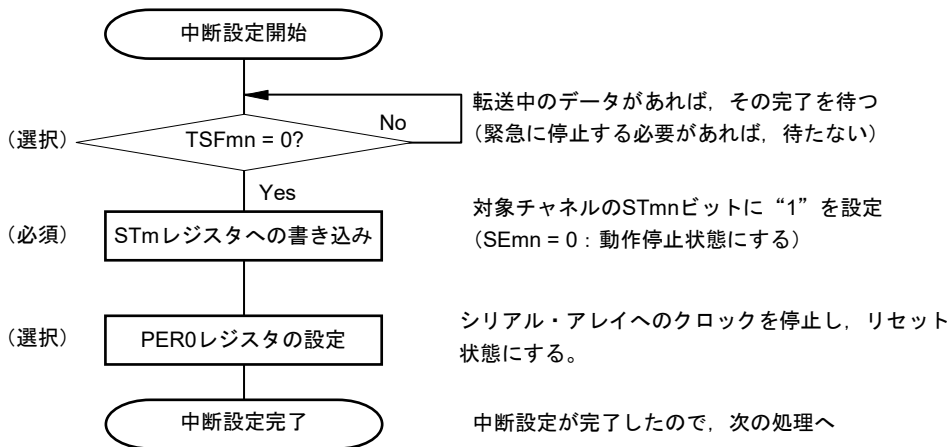 中断設定開始
転送中のデータがあれば，その完了を待つ
（緊急に停止する必要があれば，待たない）
（選択）
TSFmn = 0?
No
Yes
（必須）
STmレジスタへの書き込み
対象チャネルのSTmnビットに“1”を設定
（SEmn = 0：動作停止状態にする）
（選択）
PER0レジスタの設定
シリアル・アレイへのクロックを停止し，リセット
状態にする。
中断設定完了
中断設定が完了したので，次の処理へ